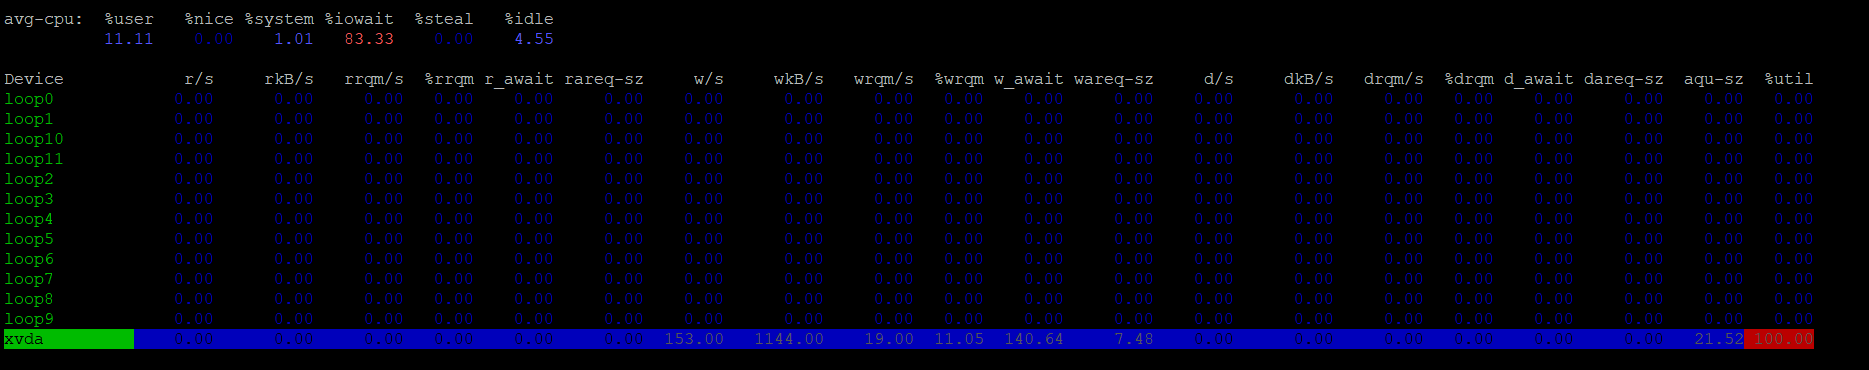 avg-cpu: %user %nice %system %iowait %steal %idle
11.11 0.00 1.01 83.33 0.00 4.55
Device r/s rkB/s rrqm/s %rrqm r_await rareq-sz w/s wkB/s wrqm/s %wrqm w_await wareq-sz d/s dkB/s drqm/s %drqm d_await dareq-sz aqu-sz %util
loop0 0.00 0.00 0.00 0.00 0.00 0.00 0.00 0.00 0.00 0.00 0.00 0.00 0.00 0.00 0.00 0.00 0.00 0.00 0.00 0.00
loop1 0.00 0.00 0.00 0.00 0.00 0.00 0.00 0.00 0.00 0.00 0.00 0.00 0.00 0.00 0.00 0.00 0.00 0.00 0.00 0.00
loop10 0.00 0.00 0.00 0.00 0.00 0.00 0.00 0.00 0.00 0.00 0.00 0.00 0.00 0.00 0.00 0.00 0.00 0.00 0.00 0.00
loop11 0.00 0.00 0.00 0.00 0.00 0.00 0.00 0.00 0.00 0.00 0.00 0.00 0.00 0.00 0.00 0.00 0.00 0.00 0.00 0.00
loop2 0.00 0.00 0.00 0.00 0.00 0.00 0.00 0.00 0.00 0.00 0.00 0.00 0.00 0.00 0.00 0.00 0.00 0.00 0.00 0.00
loop3 0.00 0.00 0.00 0.00 0.00 0.00 0.00 0.00 0.00 0.00 0.00 0.00 0.00 0.00 0.00 0.00 0.00 0.00 0.00 0.00
loop4 0.00 0.00 0.00 0.00 0.00 0.00 0.00 0.00 0.00 0.00 0.00 0.00 0.00 0.00 0.00 0.00 0.00 0.00 0.00 0.00
loop5 0.00 0.00 0.00 0.00 0.00 0.00 0.00 0.00 0.00 0.00 0.00 0.00 0.00 0.00 0.00 0.00 0.00 0.00 0.00 0.00
loop6 0.00 0.00 0.00 0.00 0.00 0.00 0.00 0.00 0.00 0.00 0.00 0.00 0.00 0.00 0.00 0.00 0.00 0.00 0.00 0.00
loop7 0.00 0.00 0.00 0.00 0.00 0.00 0.00 0.00 0.00 0.00 0.00 0.00 0.00 0.00 0.00 0.00 0.00 0.00 0.00 0.00
loop8 0.00 0.00 0.00 0.00 0.00 0.00 0.00 0.00 0.00 0.00 0.00 0.00 0.00 0.00 0.00 0.00 0.00 0.00 0.00 0.00
loop9 0.00 0.00 0.00 0.00 0.00 0.00 0.00 0.00 0.00 0.00 0.00 0.00 0.00 0.00 0.00 0.00 0.00 0.00 0.00 0.00
xvda 0.00 0.00 0.00 0.00 0.00 0.00 153.00 1144.00 19.00 11.05 140.64 7.48 0.00 0.00 0.00 0.00 0.00 0.00 21.52 100.00